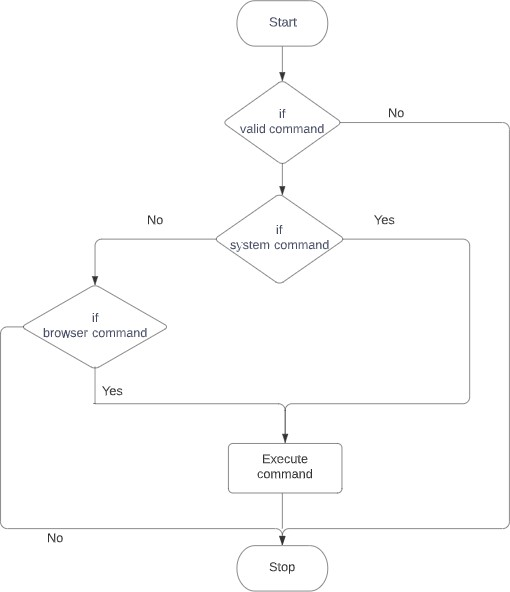 Start
if
valid command
No
No
if
system command
Yes
if
browser command
Yes
Execute
command
No
Stop